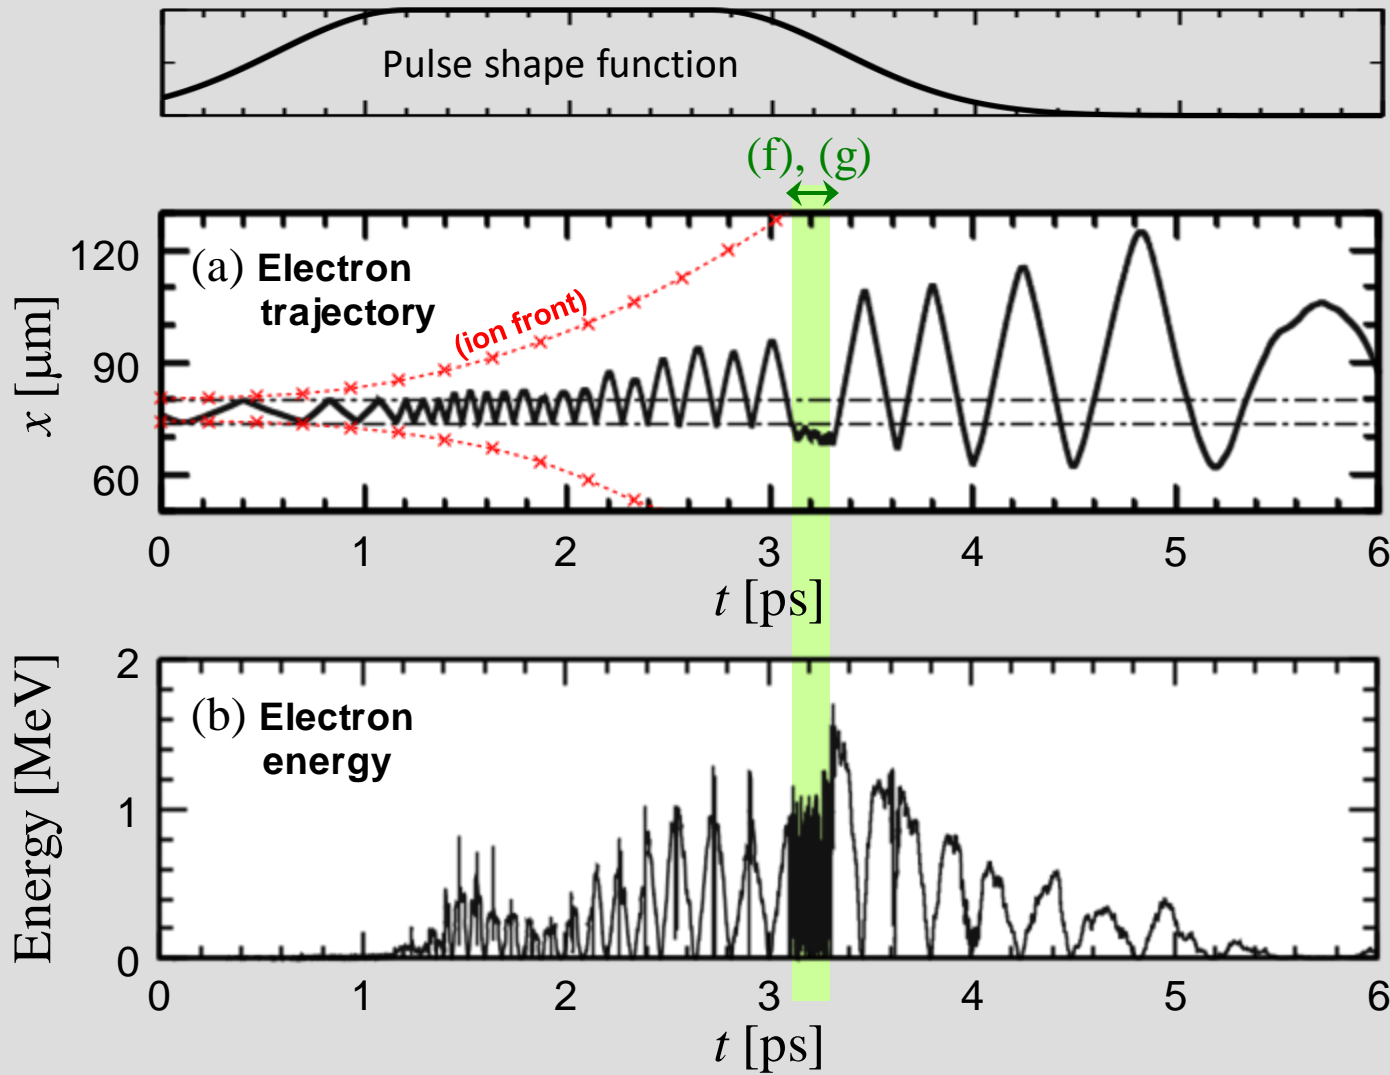 Pulse shape function
(f), (g)
(a) Electron
trajectory
(ion front)
x [μm]
120
90
60
0 1 2 3 4 5 6
t [ps]
(b) Electron
energy
Energy [MeV]
2
1
0
0 1 2 3 4 5 6
t [ps]